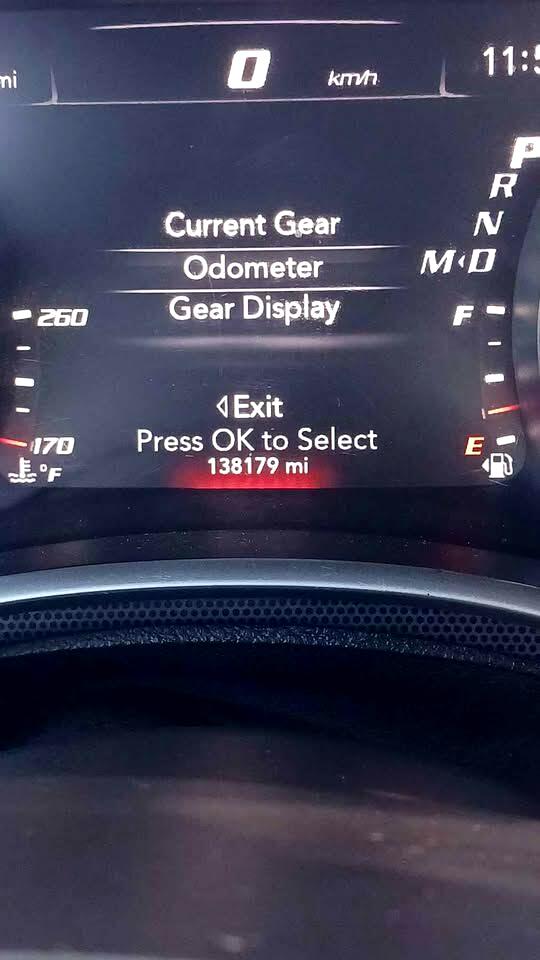 mi
0 km/h
11:5
P
R
N
M D
Current Gear
Odometer
Gear Display
260
F
Exit
Press OK to Select
170
138179 mi
E
°F